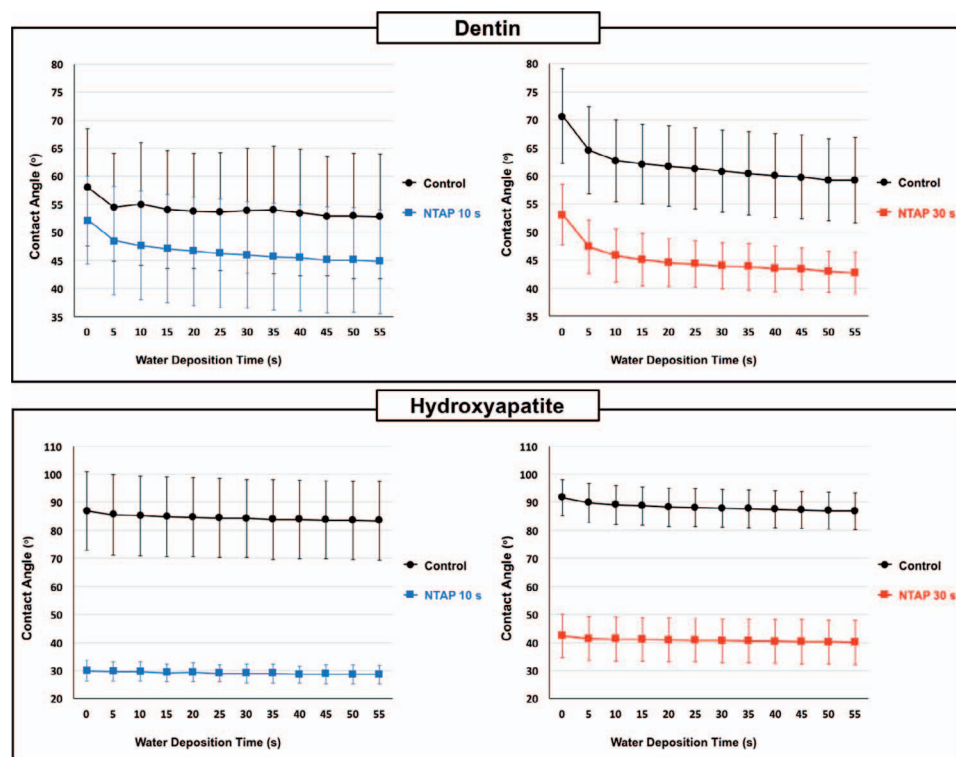 Dentin
80
75
70
65
60
55
50
45
40
35
Contact Angle (º)
0 5 10 15 20 25 30 35 40 45 50 55
Water Deposition Time (s)
Control
NTAP 10 s
80
75
70
65
60
55
50
45
40
35
Contact Angle (º)
0 5 10 15 20 25 30 35 40 45 50 55
Water Deposition Time (s)
Control
NTAP 30 s
Hydroxyapatite
110
100
90
80
70
60
50
40
30
20
Contact Angle (º)
0 5 10 15 20 25 30 35 40 45 50 55
Water Deposition Time (s)
Control
NTAP 10 s
110
100
90
80
70
60
50
40
30
20
Contact Angle (º)
0 5 10 15 20 25 30 35 40 45 50 55
Water Deposition Time (s)
Control
NTAP 30 s